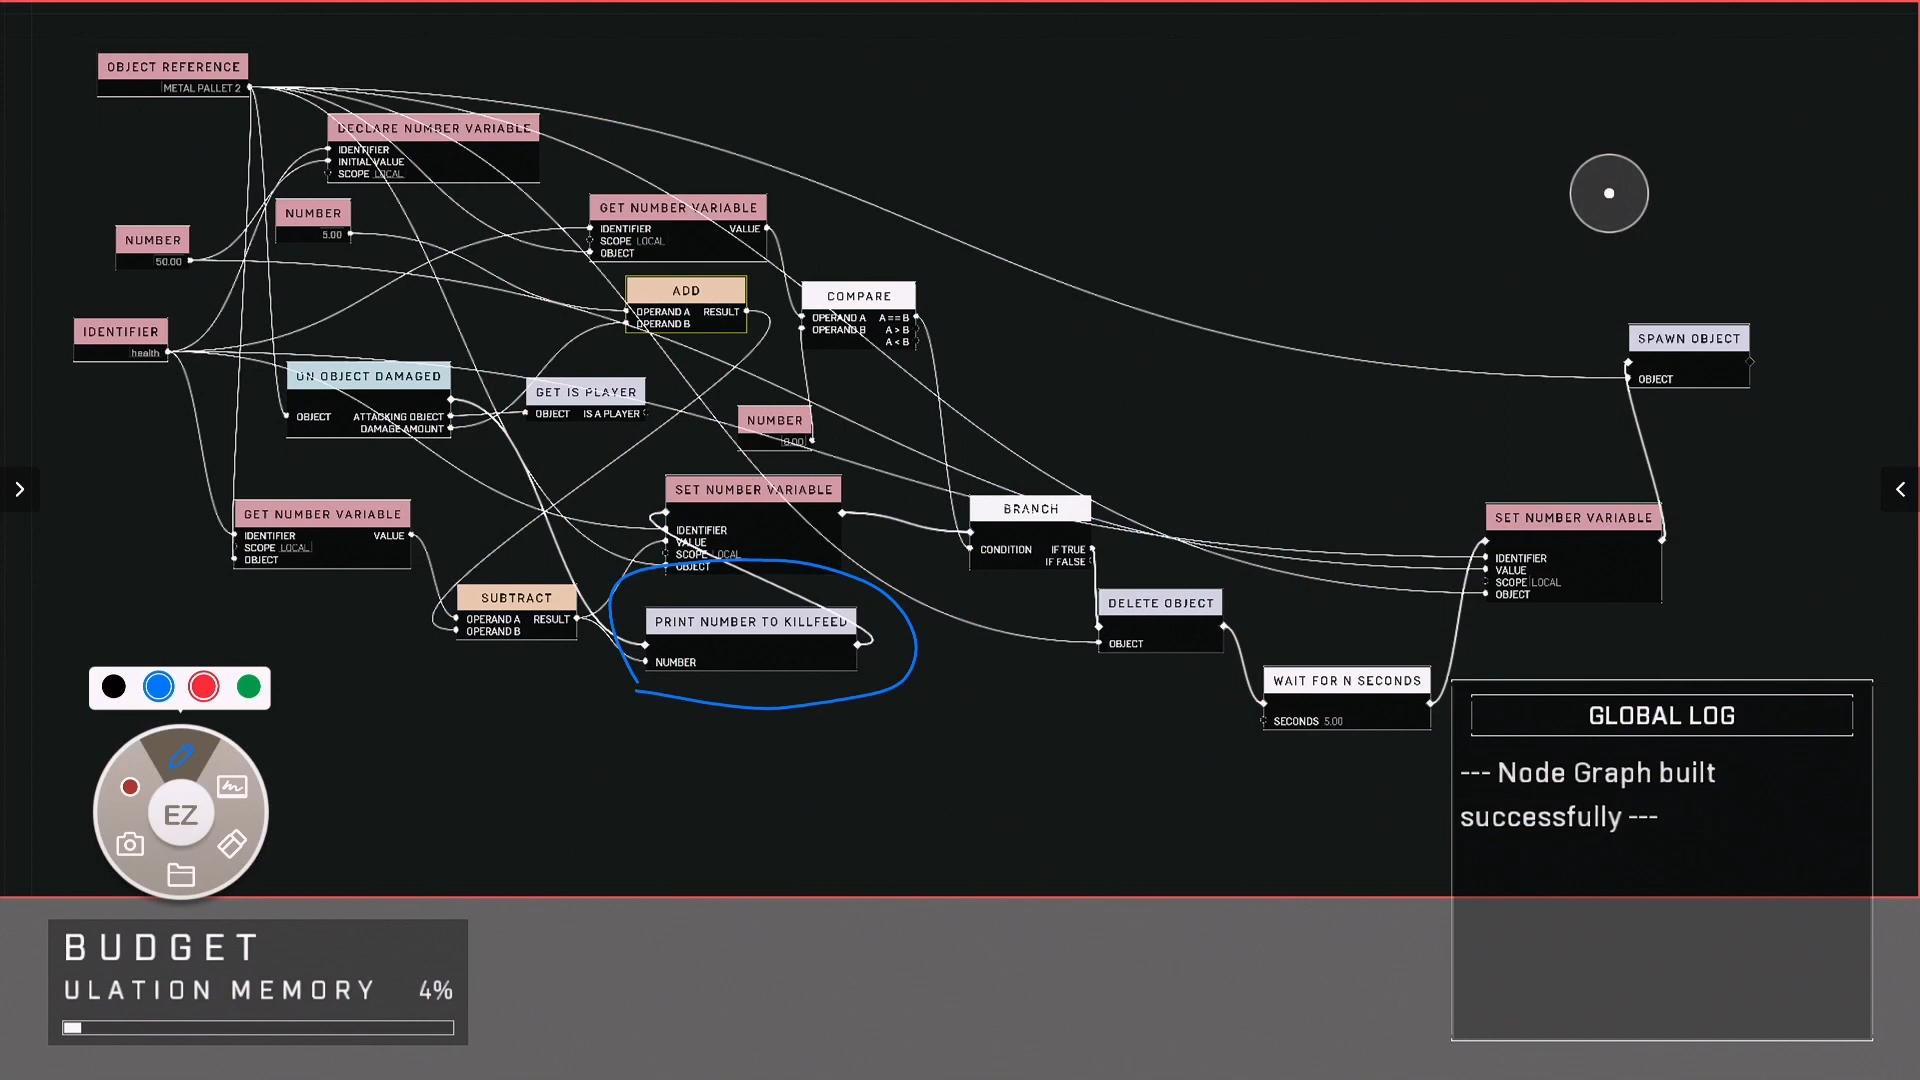 OBJECT REFERENCE
METAL PALLET 2
DECLARE NUMBER VARIABLE
IDENTIFIER
INITIAL VALUE
SCOPE LOCAL
NUMBER
5.00
NUMBER
50.00
GET NUMBER VARIABLE
IDENTIFIER VALUE
SCOPE LOCAL
OBJECT
ADD
OPERAND A RESULT
OPERAND B
COMPARE
OPERAND A A == B
OPERAND B A > B
A < B
IDENTIFIER
health
ON OBJECT DAMAGED
OBJECT ATTACKING OBJECT
DAMAGE AMOUNT
GET IS PLAYER
OBJECT IS A PLAYER
NUMBER
0.00
SPAWN OBJECT
OBJECT
GET NUMBER VARIABLE
IDENTIFIER VALUE
SCOPE LOCAL
OBJECT
SET NUMBER VARIABLE
IDENTIFIER
VALUE
SCOPE LOCAL
OBJECT
BRANCH
CONDITION IF TRUE
IF FALSE
SET NUMBER VARIABLE
IDENTIFIER
VALUE
SCOPE LOCAL
OBJECT
SUBTRACT
OPERAND A RESULT
OPERAND B
PRINT NUMBER TO KILLFEED
NUMBER
DELETE OBJECT
OBJECT
WAIT FOR N SECONDS
SECONDS 5.00
GLOBAL LOG
--- Node Graph built
successfully ---
EZ
BUDGET
ULATION MEMORY 4%